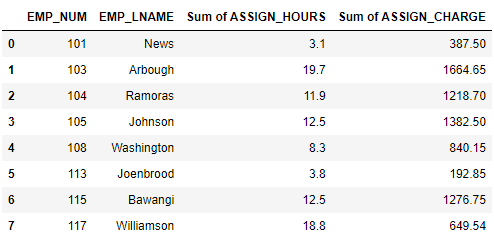 EMP_NUM EMP_LNAME Sum of ASSIGN_HOURS Sum of ASSIGN_CHARGE
0 101 News 3.1 387.50
1 103 Arbough 19.7 1664.65
2 104 Ramoras 11.9 1218.70
3 105 Johnson 12.5 1382.50
4 108 Washington 8.3 840.15
5 113 Joenbrood 3.8 192.85
6 115 Bawangi 12.5 1276.75
7 117 Williamson 18.8 649.54